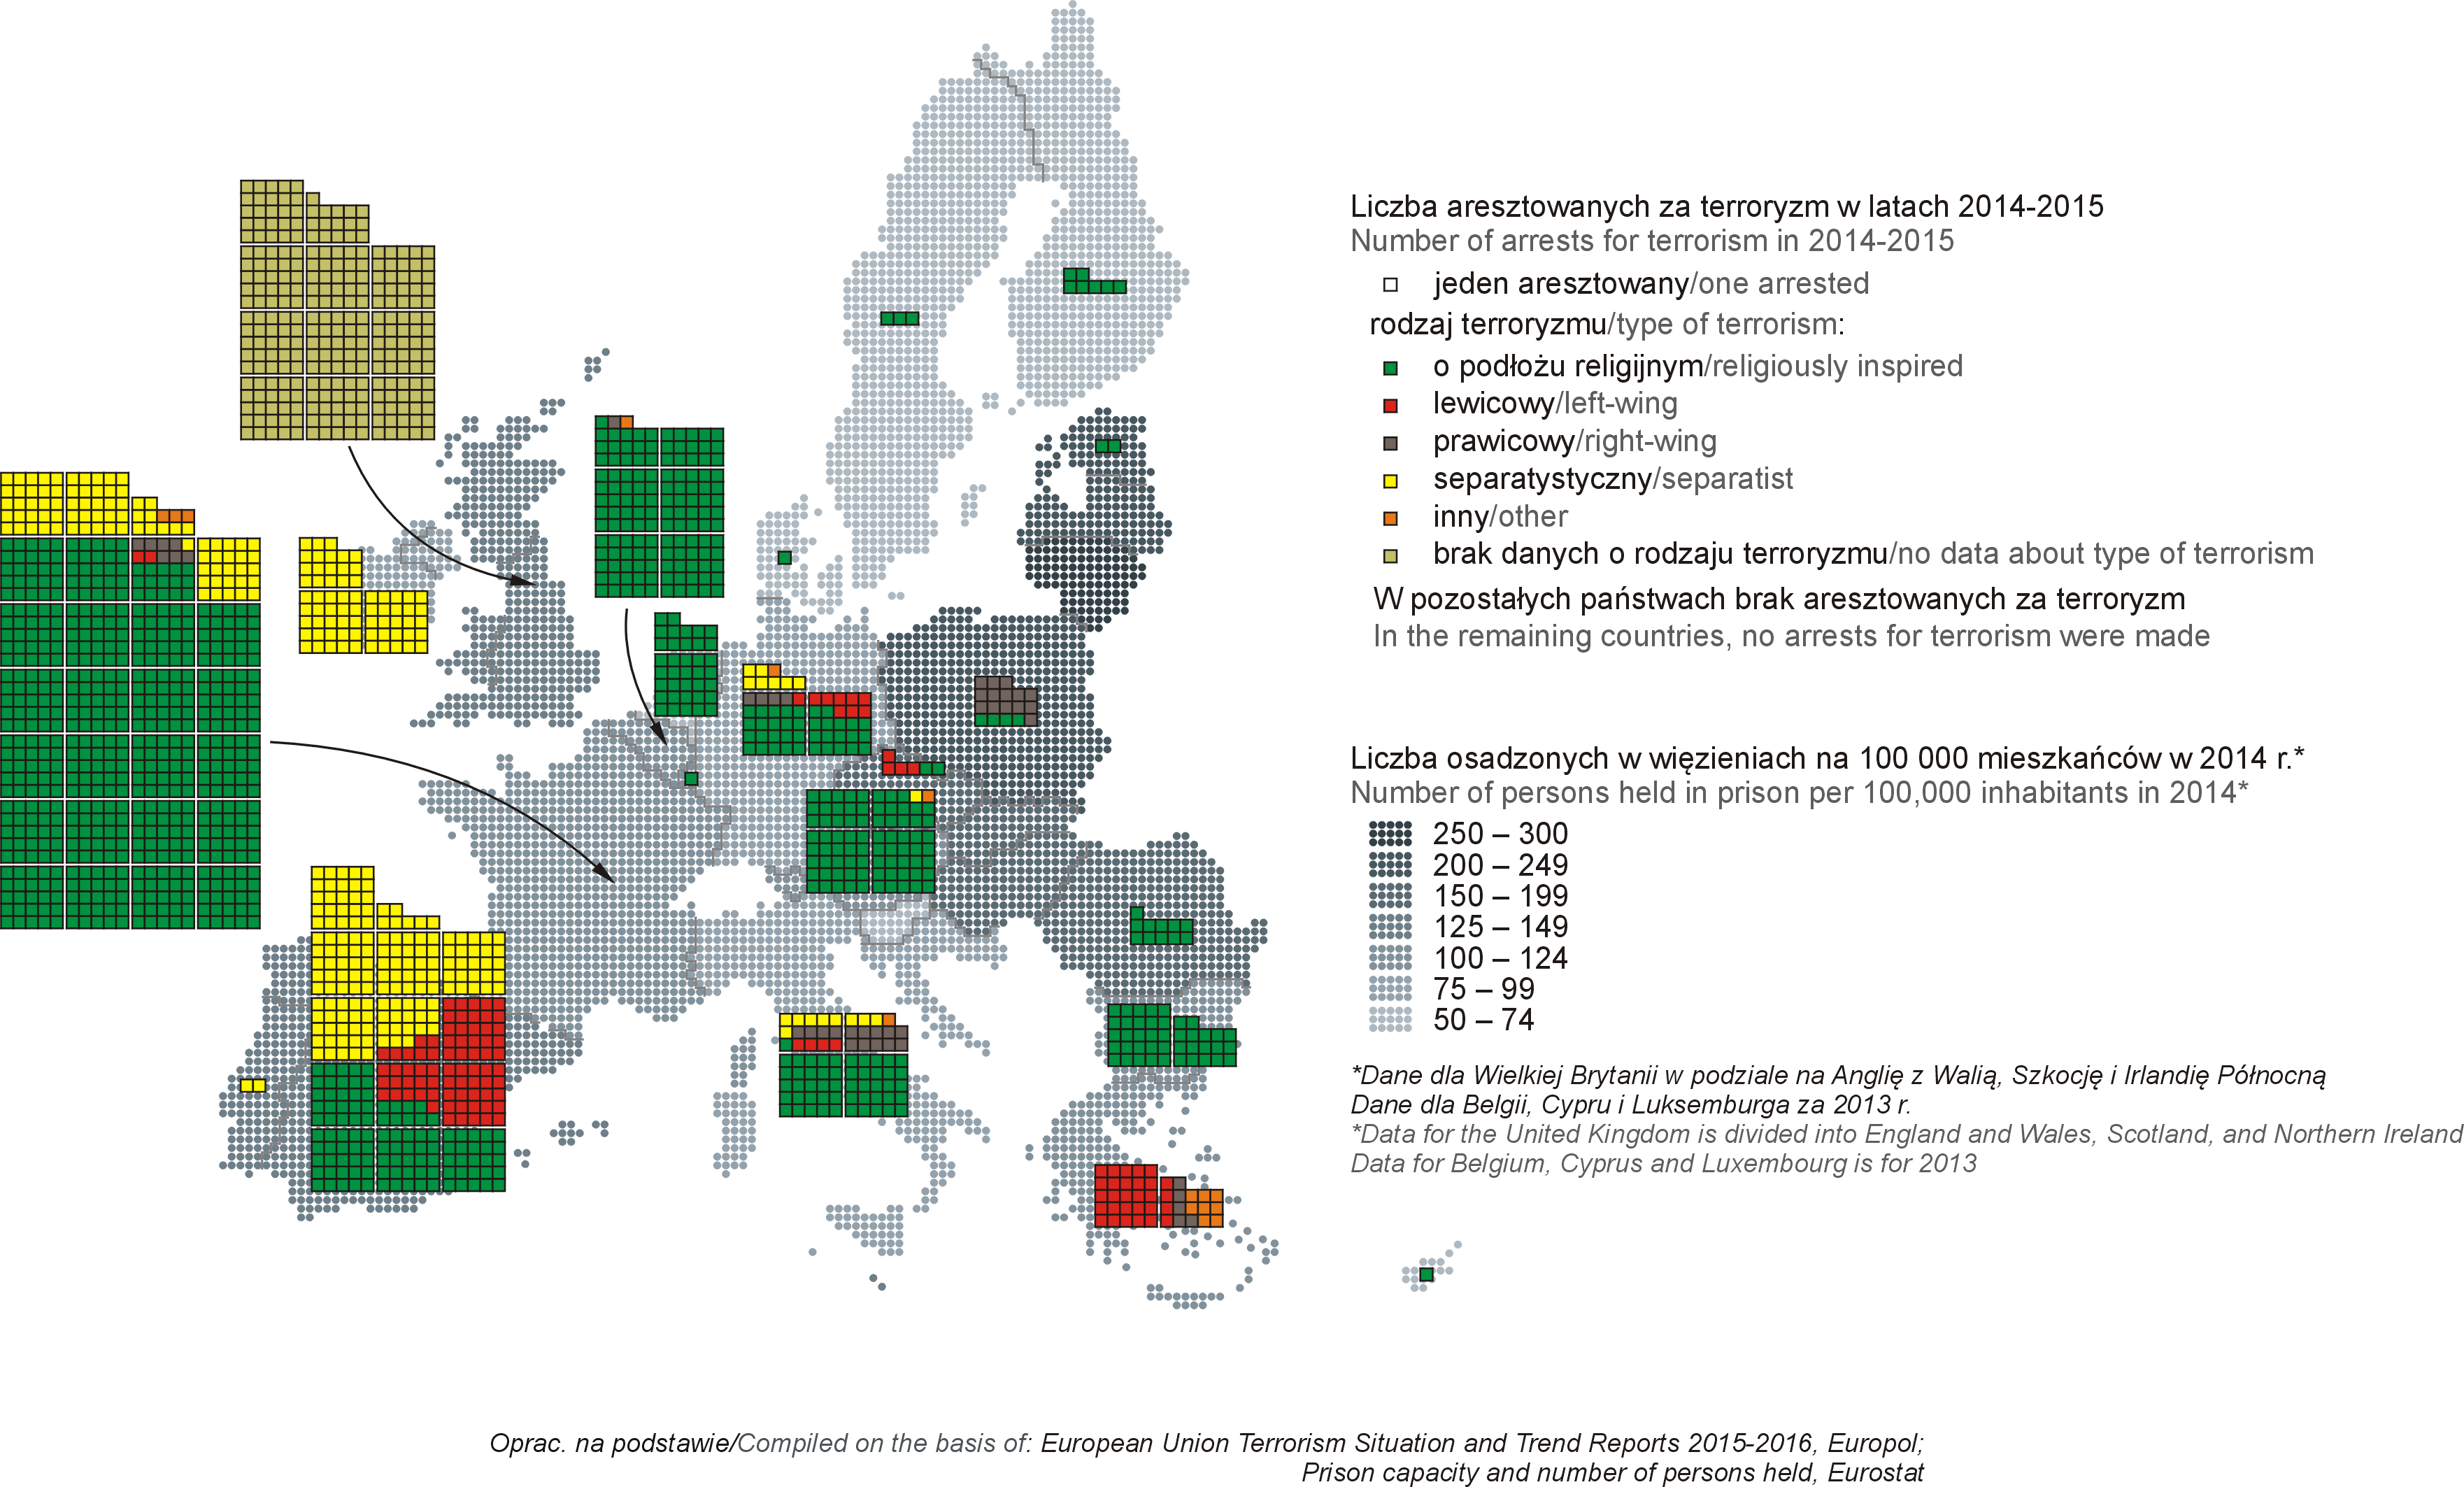 Liczba aresztowanych za terroryzm w latach 2014-2015
Number of arrests for terrorism in 2014-2015
jeden aresztowany/one arrested
rodzaj terroryzmu/type of terrorism:
o podłożu religijnym/religiously inspired
lewicowy/left-wing
prawicowy/right-wing
separatystyczny/separatist
inny/other
brak danych o rodzaju terroryzmu/no data about type of terrorism
W pozostałych państwach brak aresztowanych za terroryzm
In the remaining countries, no arrests for terrorism were made
Liczba osadzonych w więzieniach na 100 000 mieszkańców w 2014 r.*
Number of persons held in prison per 100,000 inhabitants in 2014*
250 – 300
200 – 249
150 – 199
125 – 149
100 – 124
75 – 99
50 – 74
*Dane dla Wielkiej Brytanii w podziale na Anglię z Walią, Szkocję i Irlandię Północną
Dane dla Belgii, Cypru i Luksemburga za 2013 r.
*Data for the United Kingdom is divided into England and Wales, Scotland, and Northern Ireland
Data for Belgium, Cyprus and Luxembourg is for 2013
Oprac. na podstawie/Compiled on the basis of: European Union Terrorism Situation and Trend Reports 2015-2016, Europol;
Prison capacity and number of persons held, Eurostat